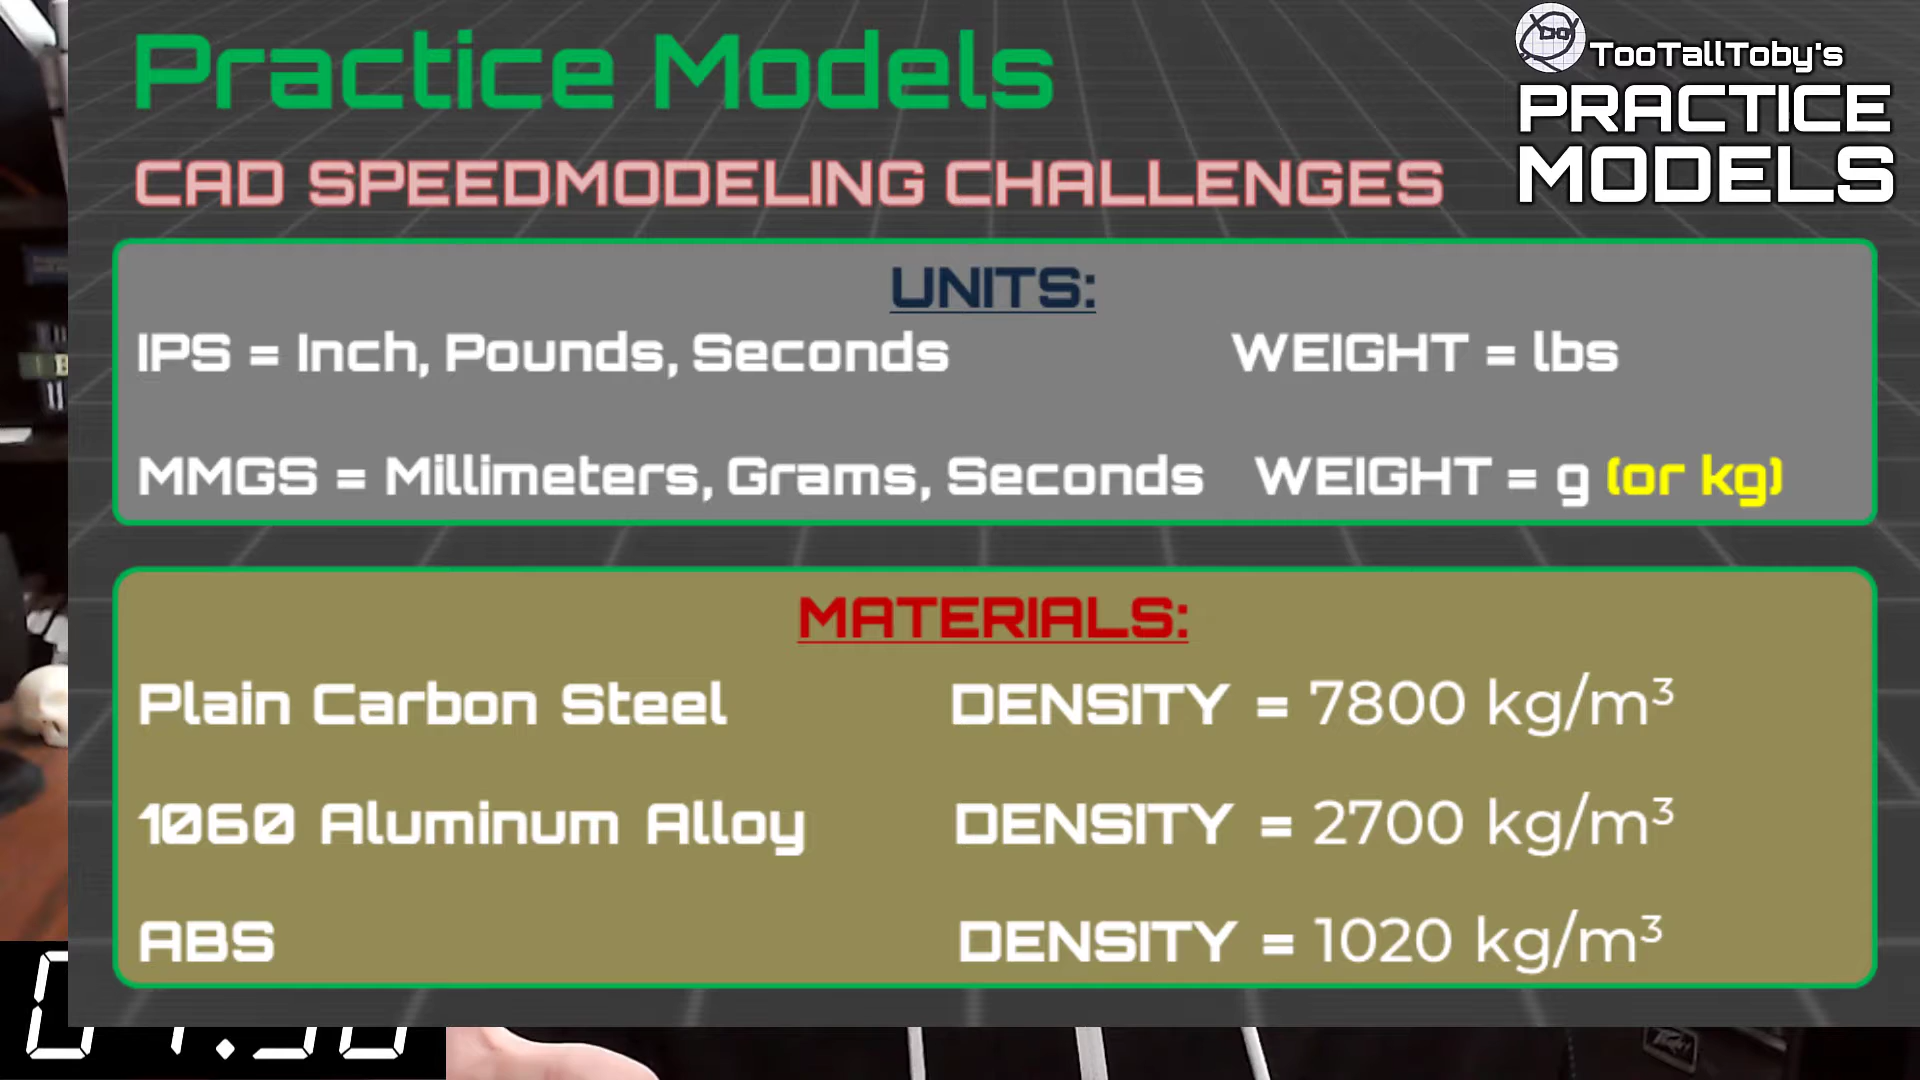 Practice Models
TooTallToby's
PRACTICE
MODELS
CAD SPEEDMODELING CHALLENGES
UNITS:
IPS = Inch, Pounds, Seconds WEIGHT = lbs
MMGS = Millimeters, Grams, Seconds WEIGHT = g (or kg)
MATERIALS:
Plain Carbon Steel DENSITY = 7800 kg/m³
1060 Aluminum Alloy DENSITY = 2700 kg/m³
ABS DENSITY = 1020 kg/m³